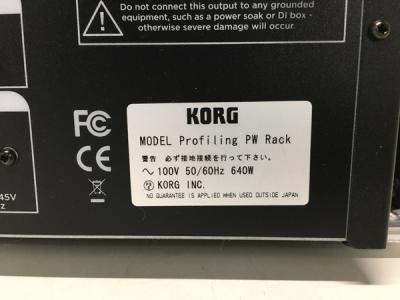 Do not connect this output to any grounded
equipment, such as a power soak or DI box -
otherwise severe damage will occur.
FC
CE
45V
z
KORG
MODEL Profiling PW Rack
警告 必ず接地接続を行って下さい。
～ 100V 50/60Hz 640W
KORG INC.
NO GUARANTEE IS APPLIED WHEN USED OUTSIDE JAPAN